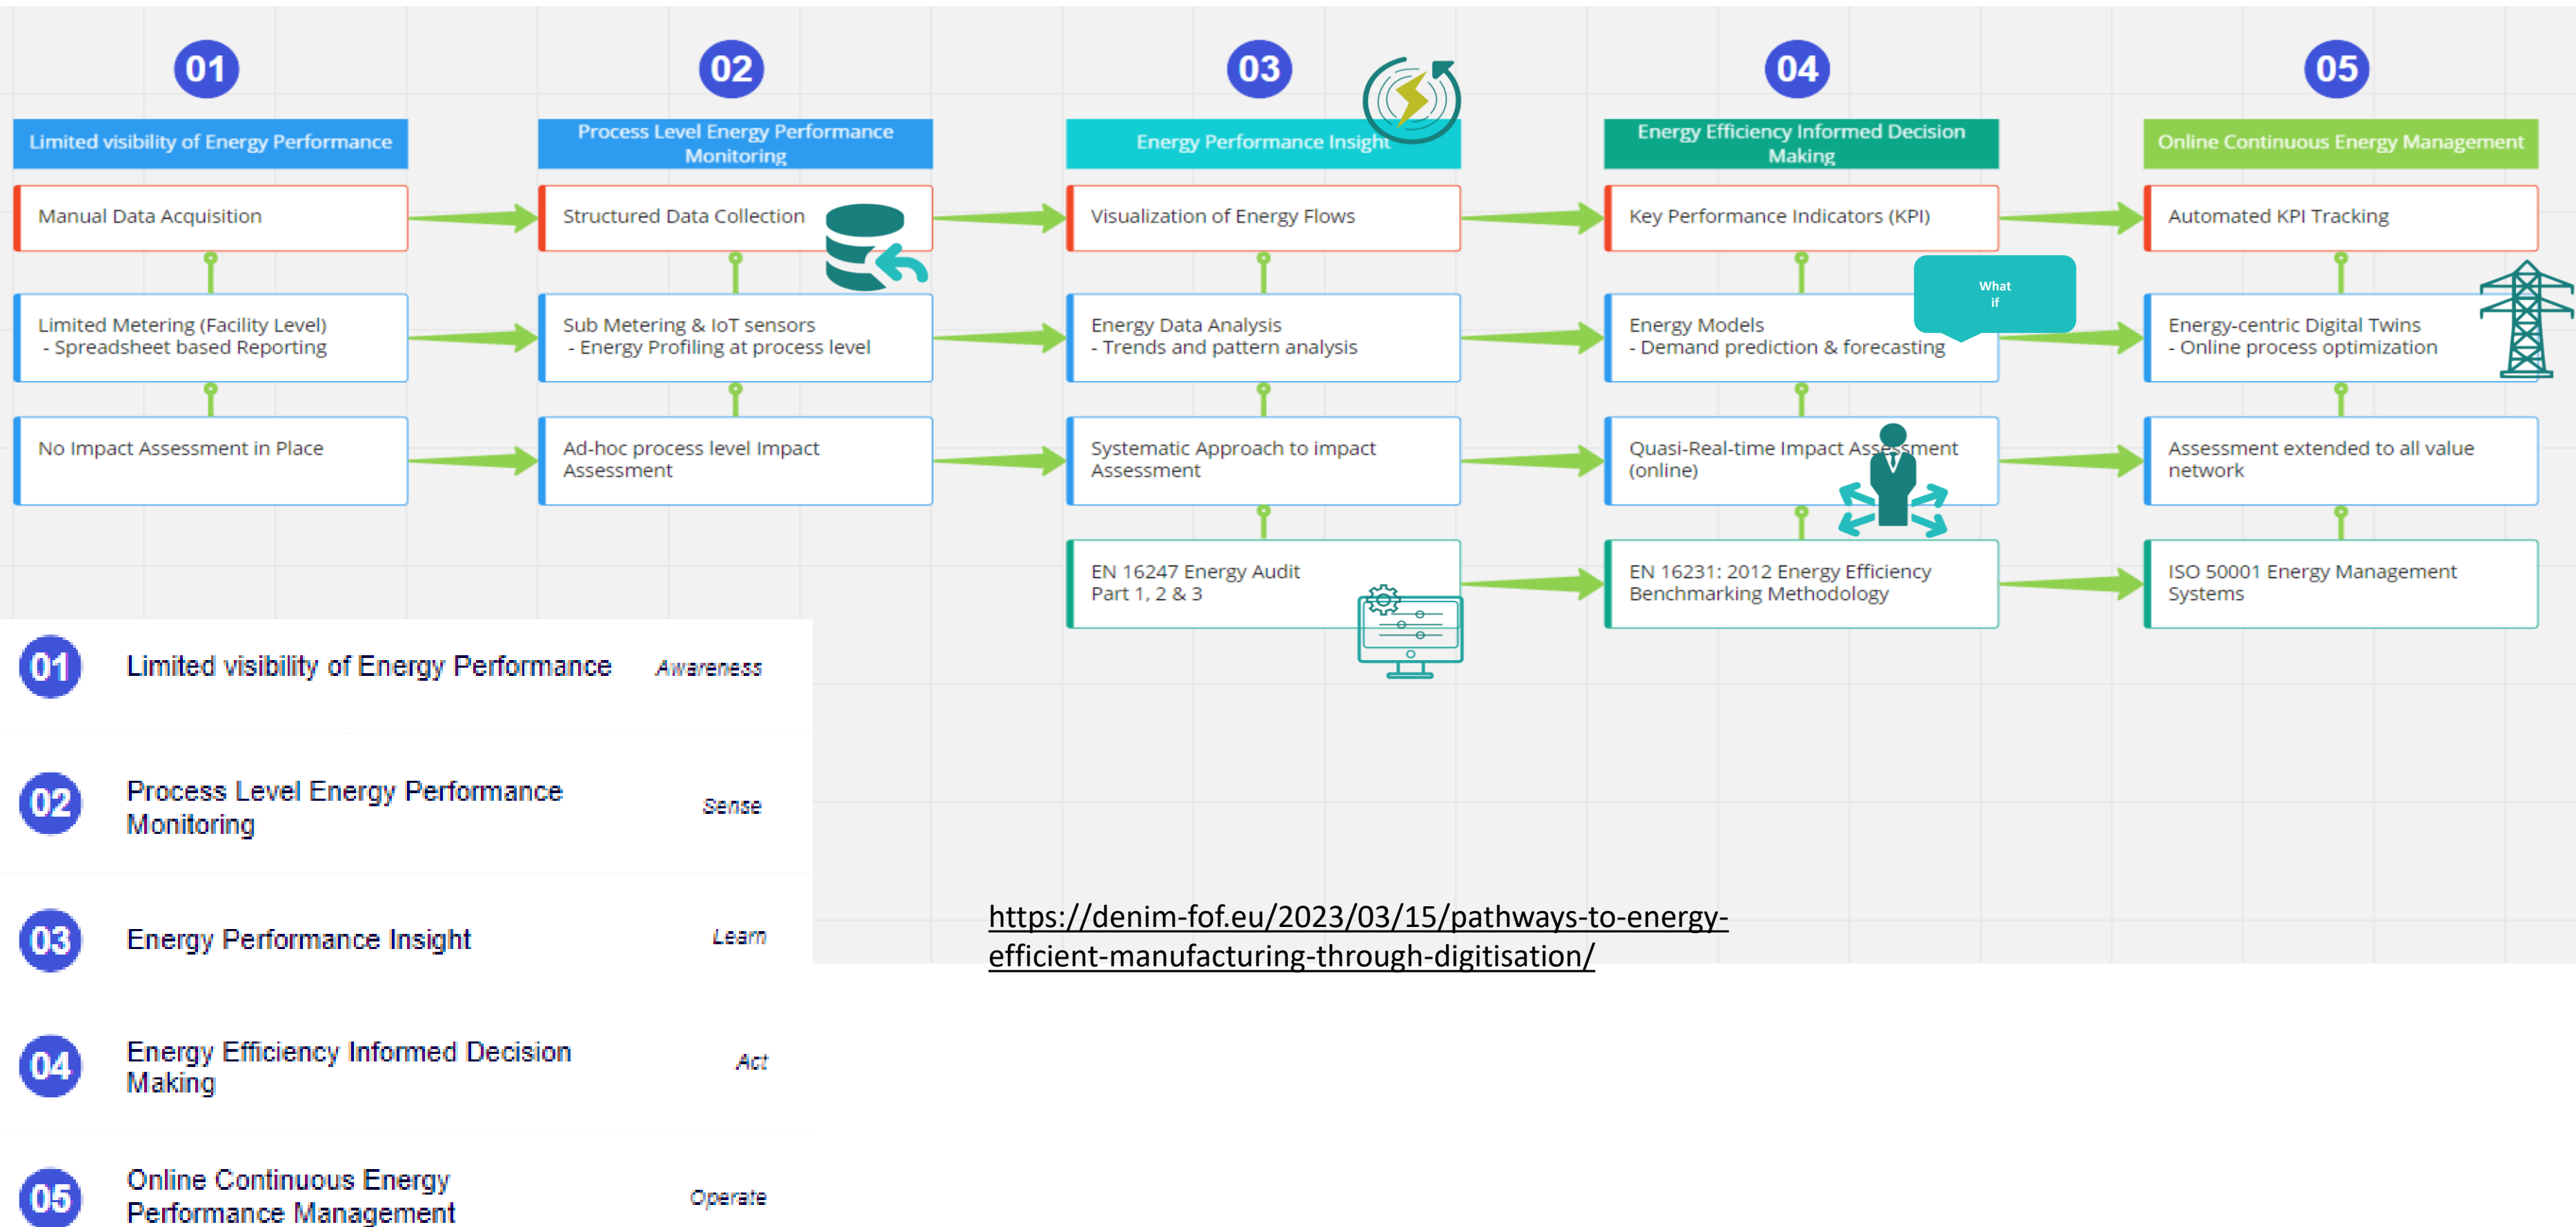 01
Limited visibility of Energy Performance
Manual Data Acquisition
Limited Metering (Facility Level)
- Spreadsheet based Reporting
No Impact Assessment in Place
02
Process Level Energy Performance
Monitoring
Structured Data Collection
Sub Metering & IoT sensors
- Energy Profiling at process level
Ad-hoc process level Impact
Assessment
03
Energy Performance Insight
Visualization of Energy Flows
Energy Data Analysis
- Trends and pattern analysis
Systematic Approach to impact
Assessment
EN 16247 Energy Audit
Part 1, 2 & 3
04
Energy Efficiency Informed Decision
Making
Key Performance Indicators (KPI)
What
if
Energy Models
- Demand prediction & forecasting
Quasi-Real-time Impact Assessment
(online)
EN 16231: 2012 Energy Efficiency
Benchmarking Methodology
05
Online Continuous Energy Management
Automated KPI Tracking
Energy-centric Digital Twins
- Online process optimization
Assessment extended to all value
network
ISO 50001 Energy Management
Systems
01 Limited visibility of Energy Performance Awareness
02 Process Level Energy Performance
Monitoring Sense
03 Energy Performance Insight Learn
04 Energy Efficiency Informed Decision
Making Act
05 Online Continuous Energy
Performance Management Operate
https://denim-fof.eu/2023/03/15/pathways-to-energy-
efficient-manufacturing-through-digitisation/